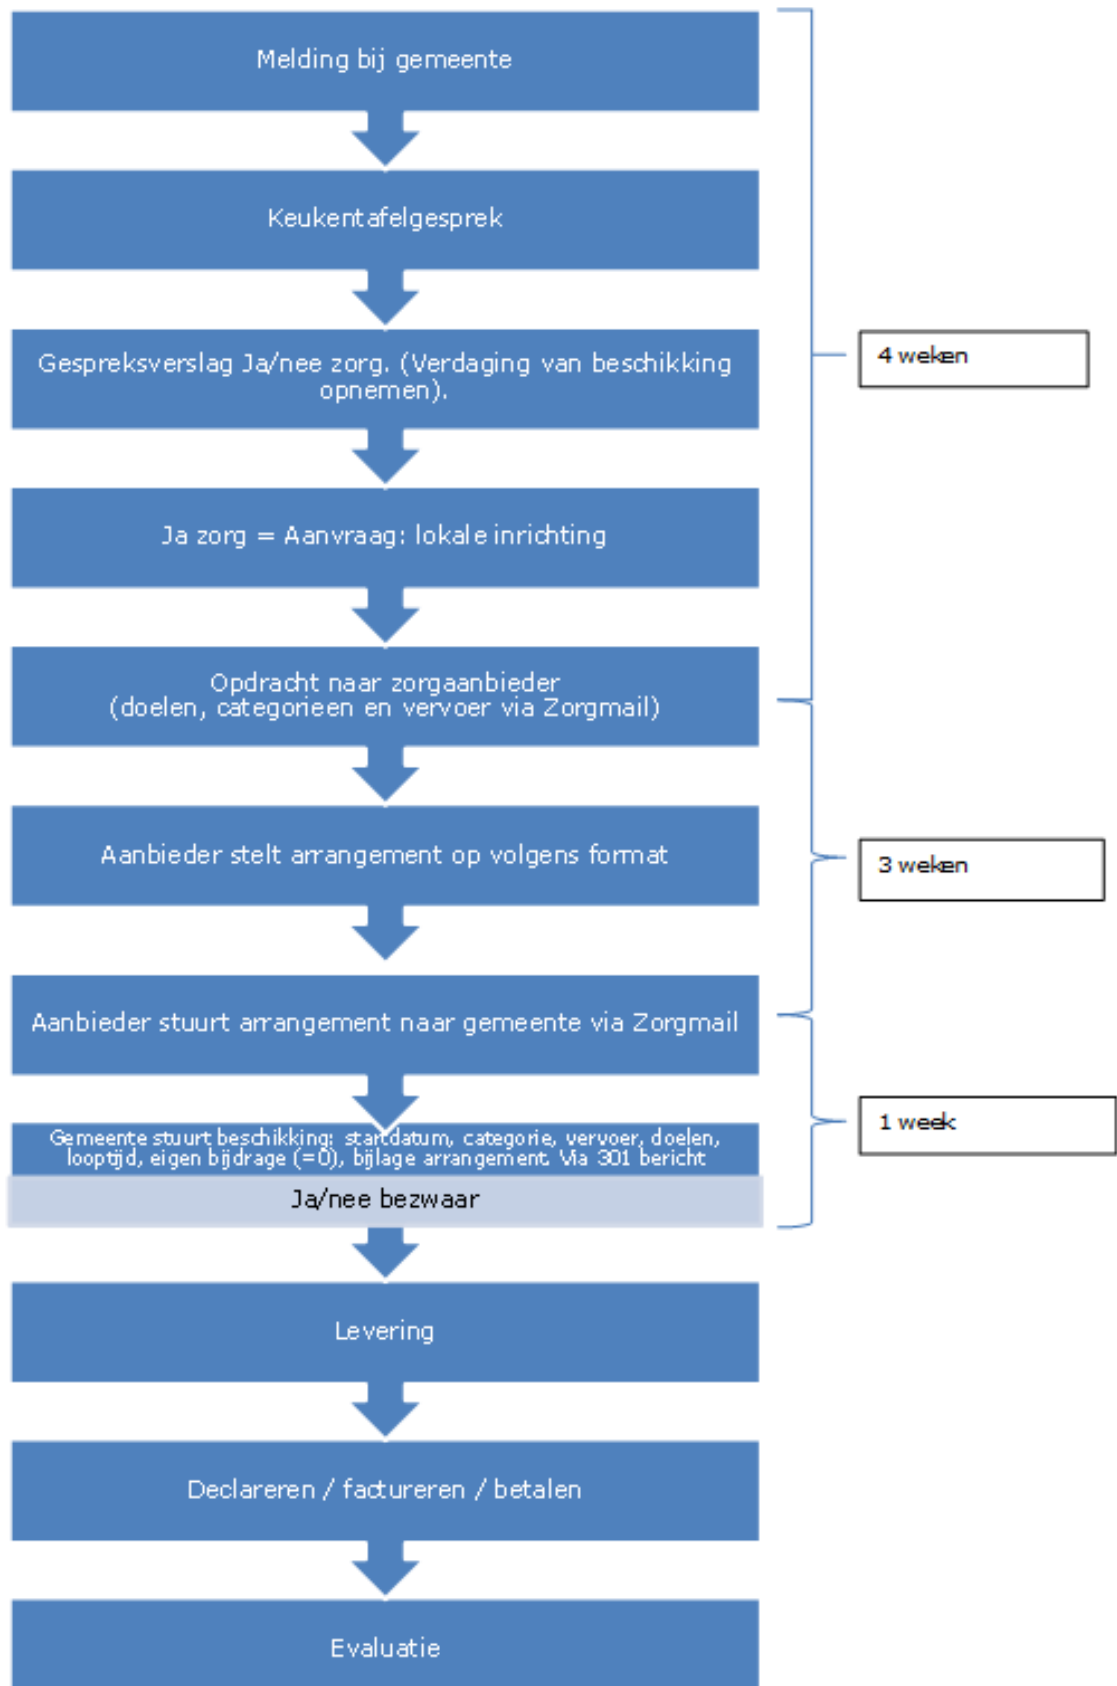 Melding bij gemeente
Keukentafelgesprek
Gespreksverslag Ja/nee zorg. (Verdaging van beschikking
opnemen).
4 weken
Ja zorg = Aanvraag: lokale inrichting
Opdracht naar zorgaanbieder
(doelen, categorieen en vervoer via Zorgmail)
Aanbieder stelt arrangement op volgens format
3 weken
Aanbieder stuurt arrangement naar gemeente via Zorgmail
Gemeente stuurt beschikking: startdatum, categorie, vervoer, doelen,
looptijd, eigen bijdrage (=0), bijlage arrangement. Via 301 bericht
1 week
Ja/nee bezwaar
Levering
Declareren / factureren / betalen
Evaluatie